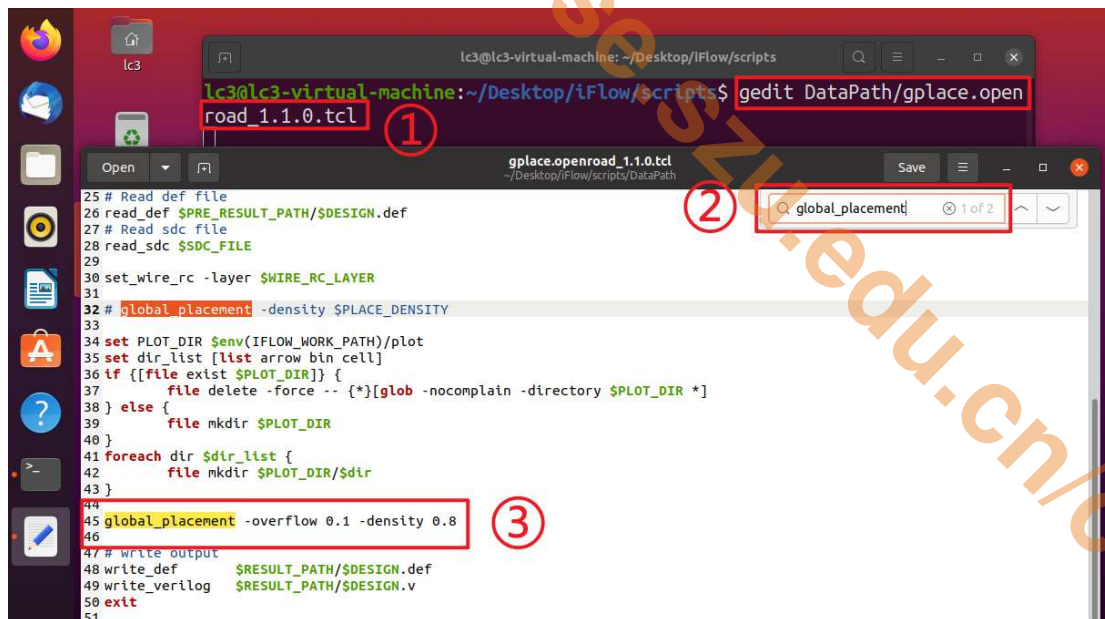 lc3
lc3@lc3-virtual-machine: ~/Desktop/iFlow/scripts
lc3@lc3-virtual-machine:~/Desktop/iFlow/scripts$ gedit DataPath/gplace.open
road_1.1.0.tcl
①
Open
gplace.openroad_1.1.0.tcl
~/Desktop/iFlow/scripts/DataPath
Save
②
global_placement
1 of 2
25 # Read def file
26 read_def $PRE_RESULT_PATH/$DESIGN.def
27 # Read sdc file
28 read_sdc $SDC_FILE
29
30 set_wire_rc -layer $WIRE_RC_LAYER
31
32 # global_placement -density $PLACE_DENSITY
33
34 set PLOT_DIR $env(IFLOW_WORK_PATH)/plot
35 set dir_list [list arrow bin cell]
36 if {[file exist $PLOT_DIR]} {
37 file delete -force -- {*}[glob -nocomplain -directory $PLOT_DIR *]
38 } else {
39 file mkdir $PLOT_DIR
40 }
41 foreach dir $dir_list {
42 file mkdir $PLOT_DIR/$dir
43 }
44
45 global_placement -overflow 0.1 -density 0.8
③
46
47 # write output
48 write_def $RESULT_PATH/$DESIGN.def
49 write_verilog $RESULT_PATH/$DESIGN.v
50 exit
51
se.szu.edu.cn/